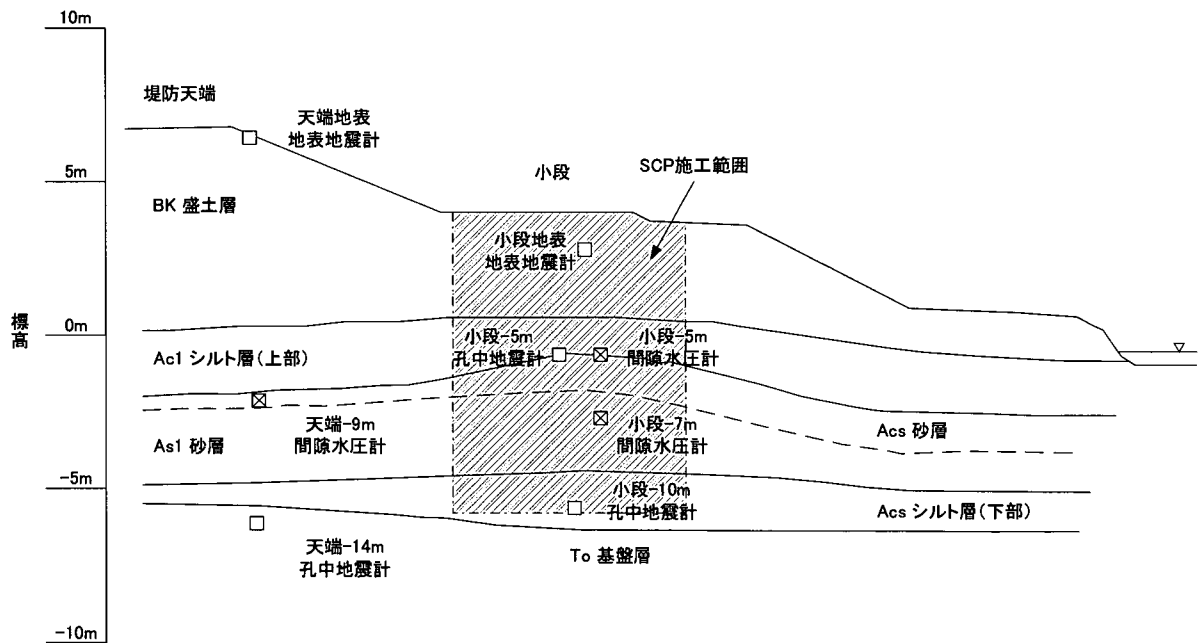 10m
堤防天端
天端地表
地表地震計
5m
小段
SCP施工範囲
BK 盛土層
小段地表
地表地震計
標高
0m
小段-5m
孔中地震計
小段-5m
間隙水圧計
Ac1 シルト層(上部)
天端-9m
間隙水圧計
小段-7m
間隙水圧計
Acs 砂層
As1 砂層
-5m
小段-10m
孔中地震計
Acs シルト層(下部)
天端-14m
孔中地震計
To 基盤層
-10m